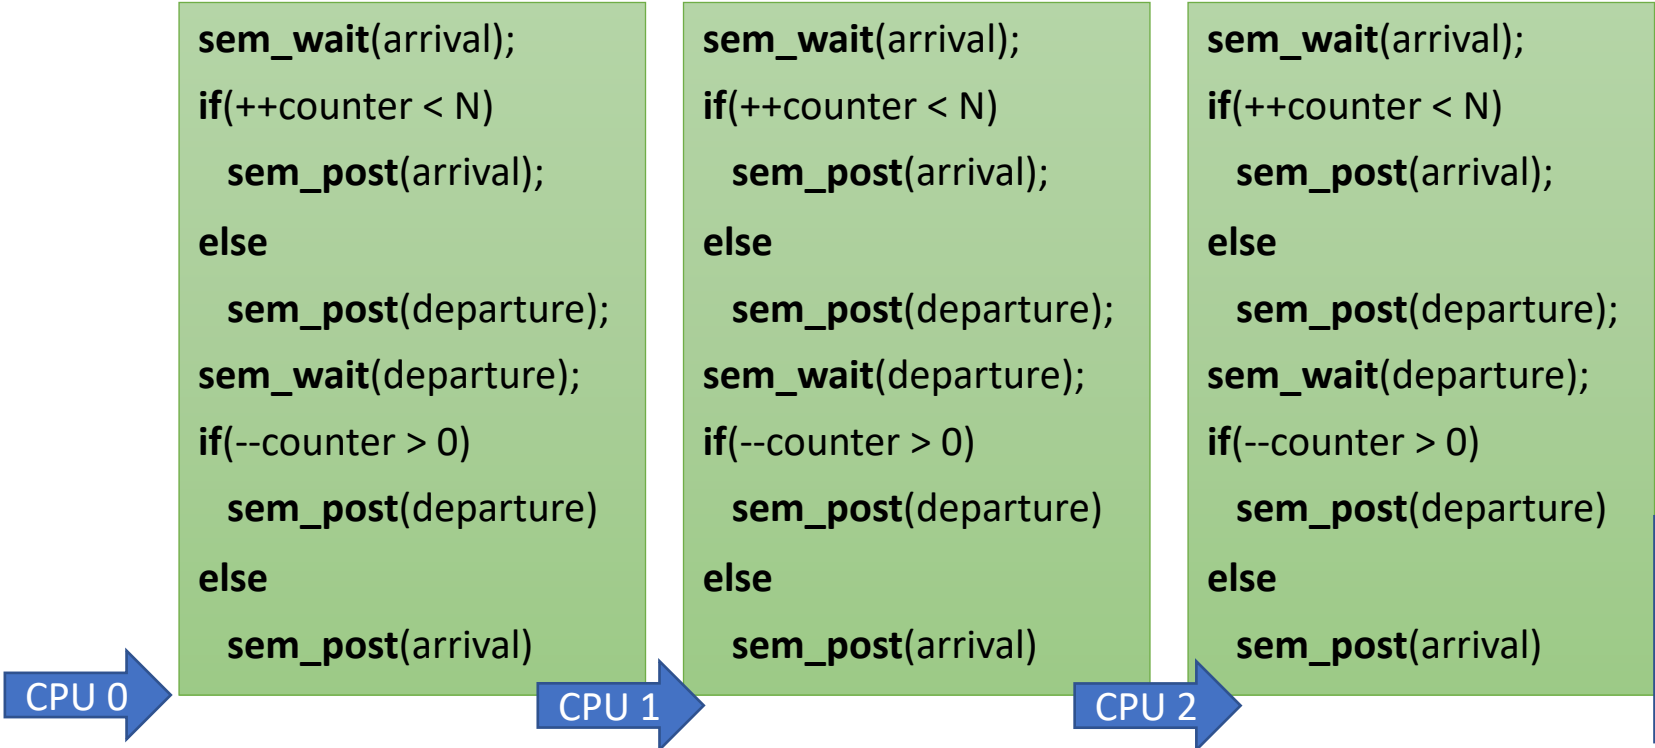 sem_wait(arrival);
if(++counter < N)
sem_post(arrival);
else
sem_post(departure);
sem_wait(departure);
if(--counter > 0)
sem_post(departure)
else
sem_post(arrival)
CPU 0
sem_wait(arrival);
if(++counter < N)
sem_post(arrival);
else
sem_post(departure);
sem_wait(departure);
if(--counter > 0)
sem_post(departure)
else
sem_post(arrival)
CPU 1
sem_wait(arrival);
if(++counter < N)
sem_post(arrival);
else
sem_post(departure);
sem_wait(departure);
if(--counter > 0)
sem_post(departure)
else
sem_post(arrival)
CPU 2